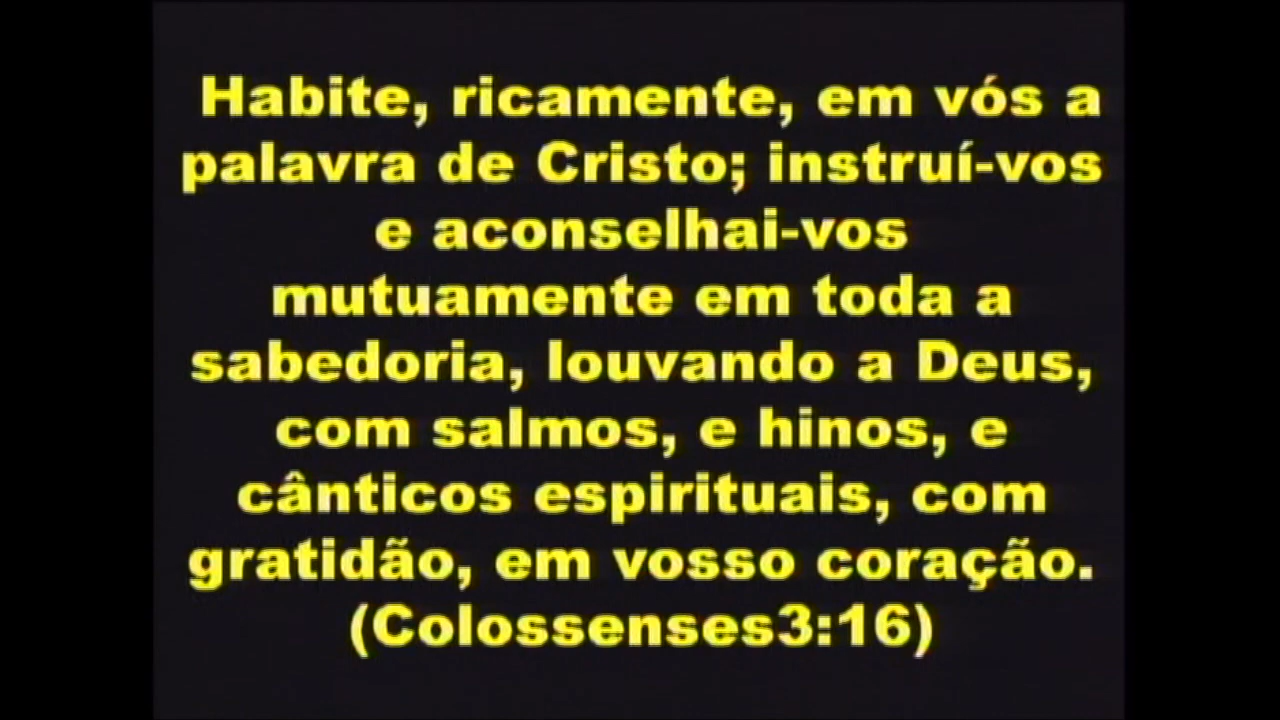 Habite, ricamente, em vós a
palavra de Cristo; instruí-vos
e aconselhai-vos
mutuamente em toda a
sabedoria, louvando a Deus,
com salmos, e hinos, e
cânticos espirituais, com
gratidão, em vosso coração.
(Colossenses3:16)